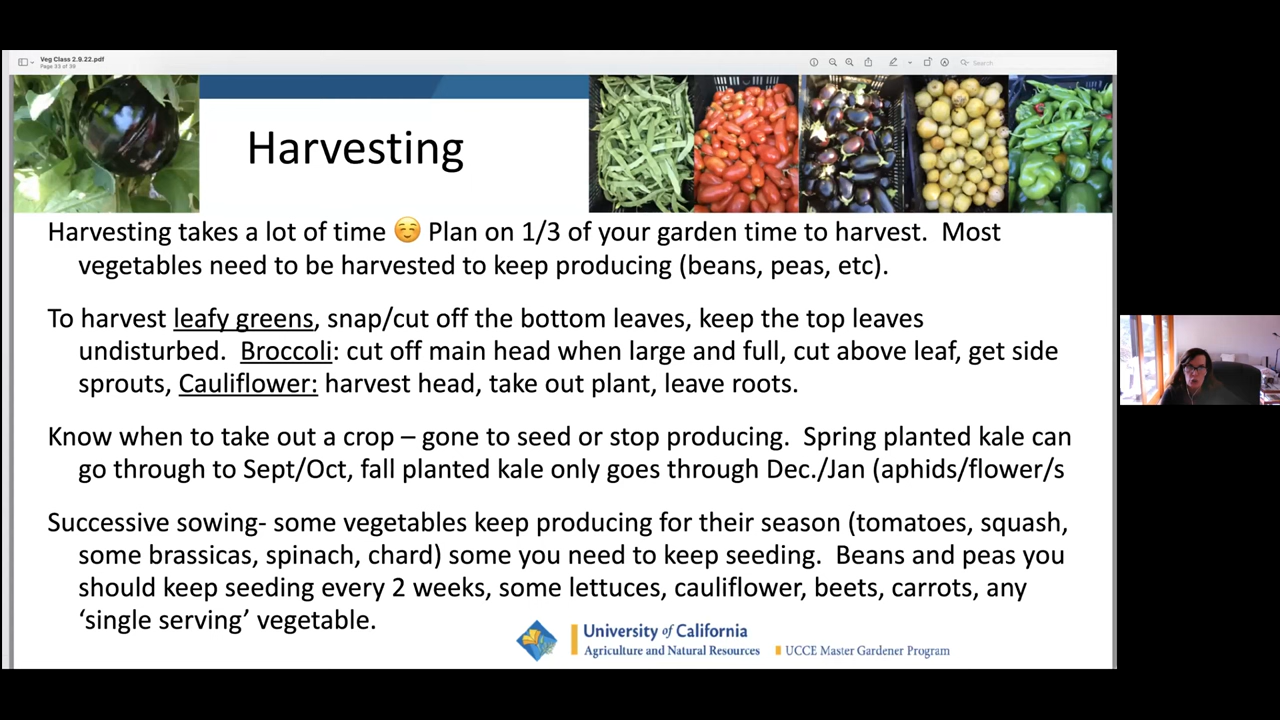 Veg Class 2.9.22.pdf
Page 33 of 39
Search
Harvesting
Harvesting takes a lot of time ☺️ Plan on 1/3 of your garden time to harvest.  Most
vegetables need to be harvested to keep producing (beans, peas, etc).
To harvest leafy greens, snap/cut off the bottom leaves, keep the top leaves
undisturbed.  Broccoli: cut off main head when large and full, cut above leaf, get side
sprouts, Cauliflower: harvest head, take out plant, leave roots.
Know when to take out a crop – gone to seed or stop producing.  Spring planted kale can
go through to Sept/Oct, fall planted kale only goes through Dec./Jan (aphids/flower/s
Successive sowing- some vegetables keep producing for their season (tomatoes, squash,
some brassicas, spinach, chard) some you need to keep seeding.  Beans and peas you
should keep seeding every 2 weeks, some lettuces, cauliflower, beets, carrots, any
‘single serving’ vegetable.
University of California
Agriculture and Natural Resources
UCCE Master Gardener Program